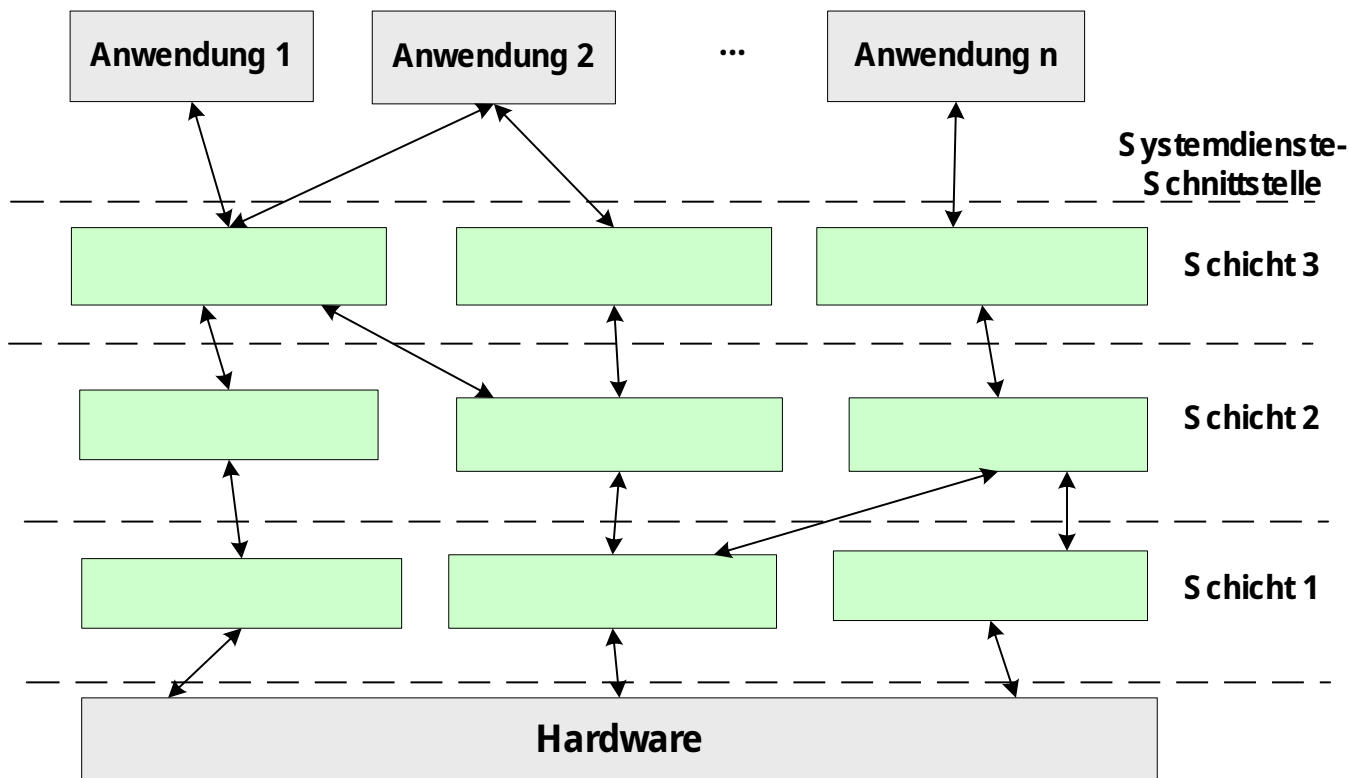 Anwendung 1
Anwendung 2
...
Anwendung n
Systemdienste-
Schnittstelle
Schicht 3
Schicht 2
Schicht 1
Hardware